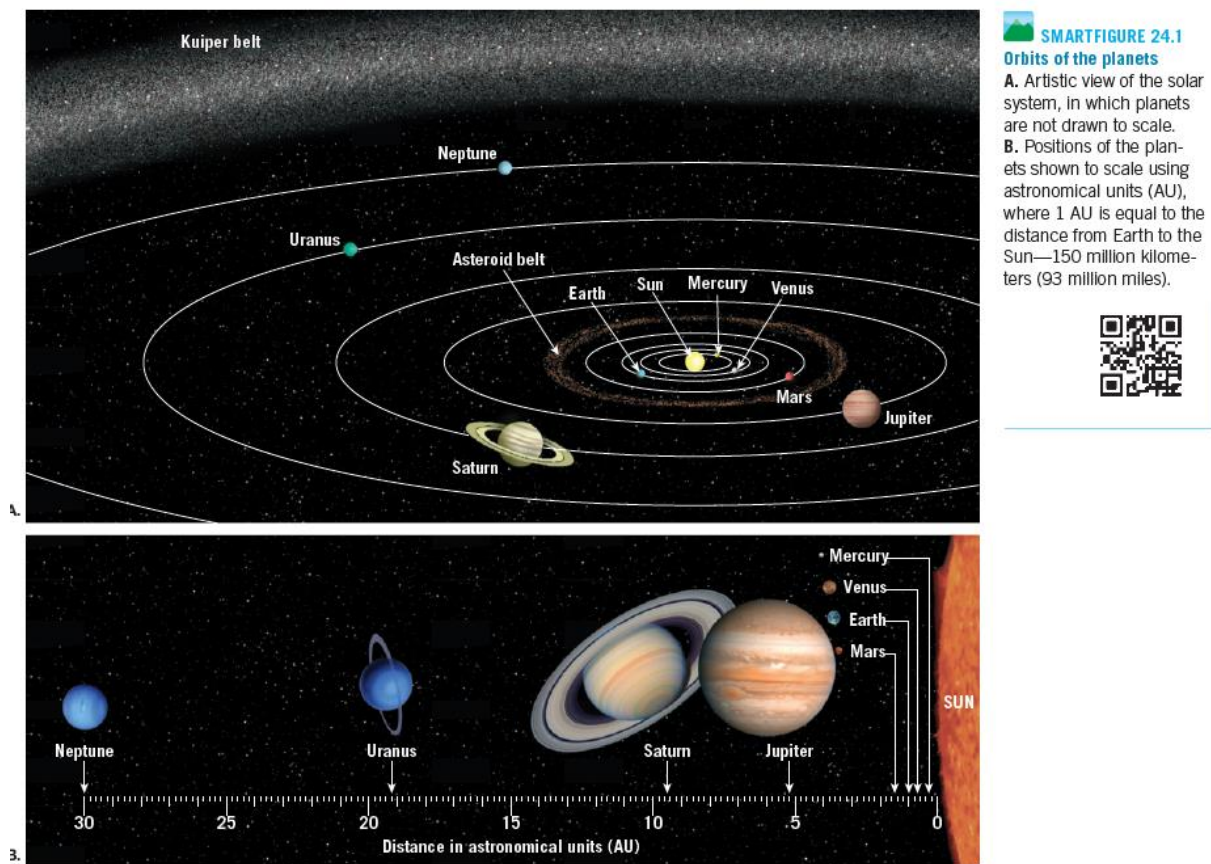 Kuiper belt
Neptune
Uranus
Asteroid belt
Earth
Sun
Mercury
Venus
Mars
Jupiter
Saturn
A.
SMARTFIGURE 24.1
Orbits of the planets
A. Artistic view of the solar
system, in which planets
are not drawn to scale.
B. Positions of the plan-
ets shown to scale using
astronomical units (AU),
where 1 AU is equal to the
distance from Earth to the
Sun—150 million kilome-
ters (93 million miles).
Mercury
Venus
Earth
Mars
SUN
Neptune
Uranus
Saturn
Jupiter
30 25 20 15 10 5 0
Distance in astronomical units (AU)
B.